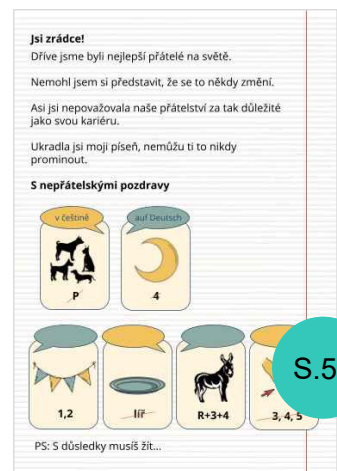 Jsi zrádce!
Dříve jsme byli nejlepší přátelé na světě.
Nemohl jsem si představit, že se to někdy změní.
Asi jsi nepovažovala naše přátelství za tak důležité
jako svou kariéru.
Ukradla jsi moji píseň, nemůžu ti to nikdy
prominout.
S nepřátelskými pozdravy
v češtině
auf Deutsch
P
4
1,2
líř
R+3+4
3, 4, 5
S.5
PS: S důsledky musíš žít...